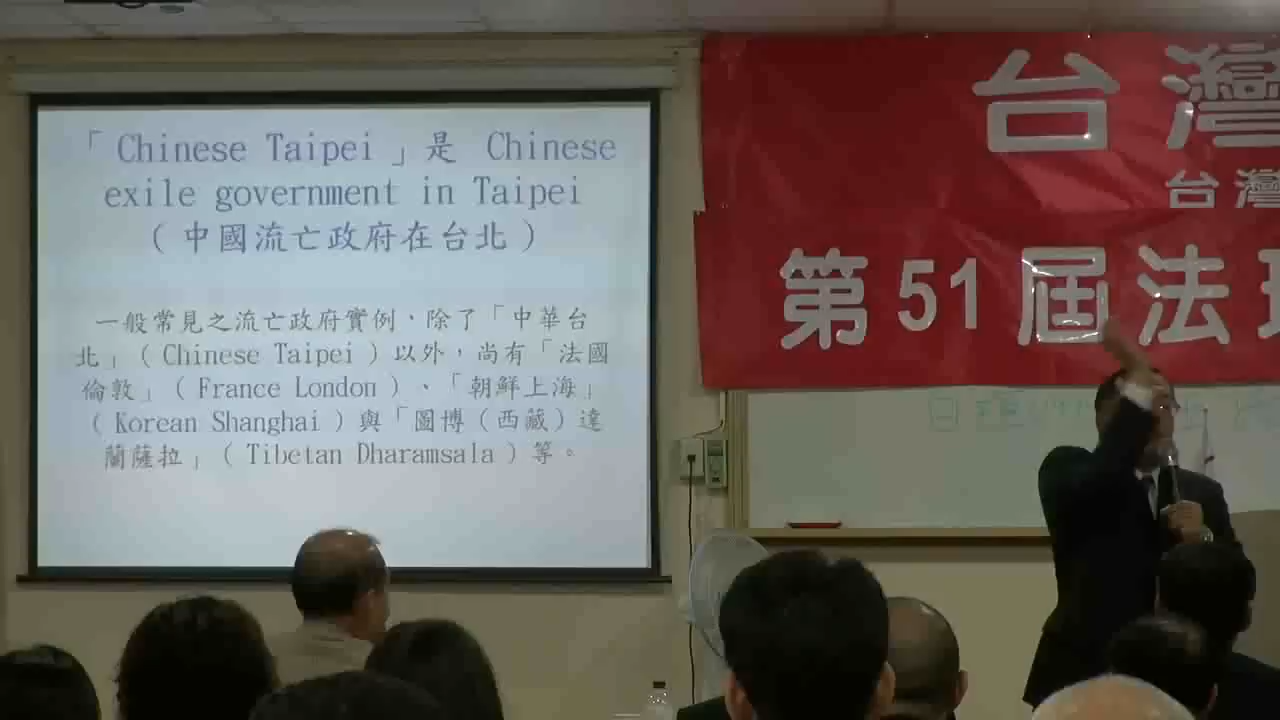 「Chinese Taipei」是 Chinese
exile government in Taipei
(中國流亡政府在台北)
一般常見之流亡政府實例,除了「中華台
北」(Chinese Taipei)以外,尚有「法國
倫敦」(France London)、「朝鮮上海」
(Korean Shanghai)與「圖博(西藏)達
蘭薩拉」(Tibetan Dharamsala)等。
台灣
台灣
第51屆法